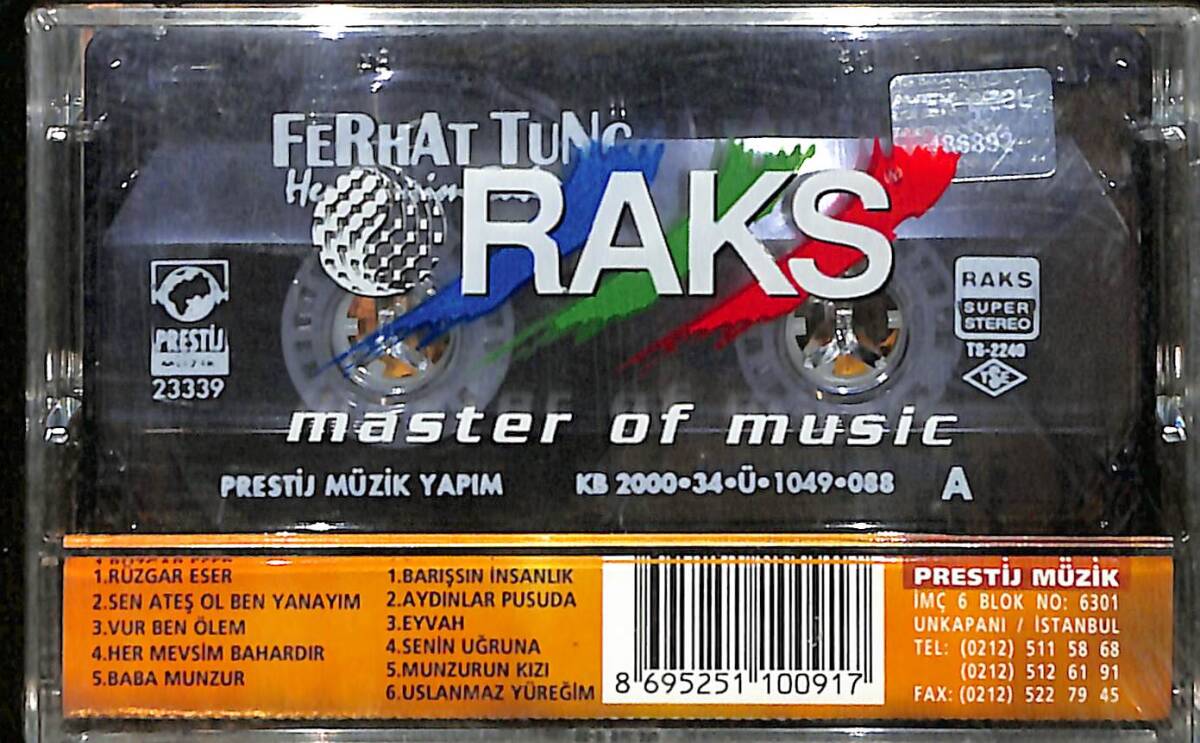 FERHAT TUNÇ
RAKS
486892
PRESTİJ
MÜZİK
23339
RAKS
SUPER
STEREO
TS-2240
TSE
master of music
PRESTİJ MÜZİK YAPIM
KB 2000•34•Ü•1049•088
A
1.RÜZGAR ESER
2.SEN ATEŞ OL BEN YANAYIM
3.VUR BEN ÖLEM
4.HER MEVSİM BAHARDIR
5.BABA MUNZUR
1.BARIŞSIN İNSANLIK
2.AYDINLAR PUSUDA
3.EYVAH
4.SENİN UĞRUNA
5.MUNZURUN KIZI
6.USLANMAZ YÜREĞİM
8 695251 100917
PRESTİJ MÜZİK
İMÇ 6 BLOK NO: 6301
UNKAPANI / İSTANBUL
TEL: (0212) 511 58 68
(0212) 512 61 91
FAX: (0212) 522 79 45